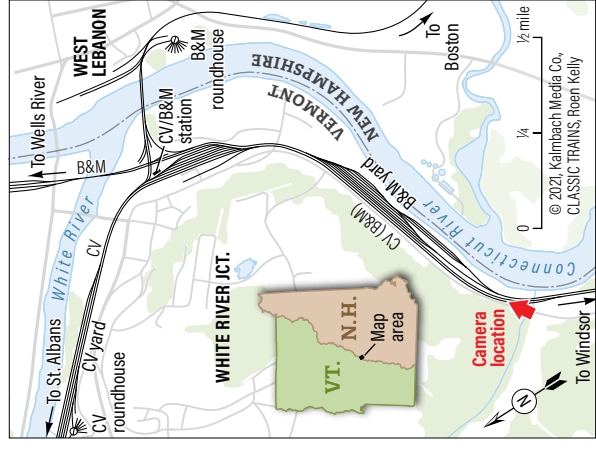 To Wells River
WEST
LEBANON
B&M
roundhouse
To
Boston
½ mile
¼
0
© 2021, Kalmbach Media Co.,
CLASSIC TRAINS, Roen Kelly
B&M
CV/B&M
station
VERMONT
NEW HAMPSHIRE
White River
CV
To St. Albans
CV yard
CV
roundhouse
WHITE RIVER JCT.
B&M yard
CV (B&M)
Connecticut River
VT.
N.H.
Map
area
Camera
location
N
To Windsor